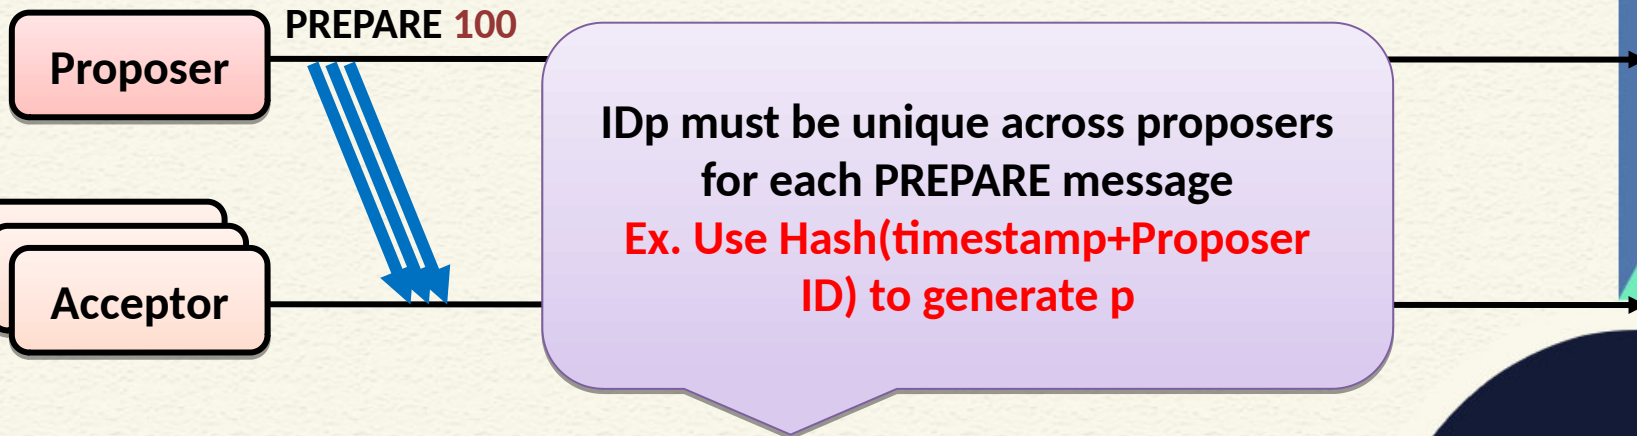 PREPARE 100
Proposer
IDp must be unique across proposers
for each PREPARE message
Ex. Use Hash(timestamp+Proposer
ID) to generate p
Acceptor